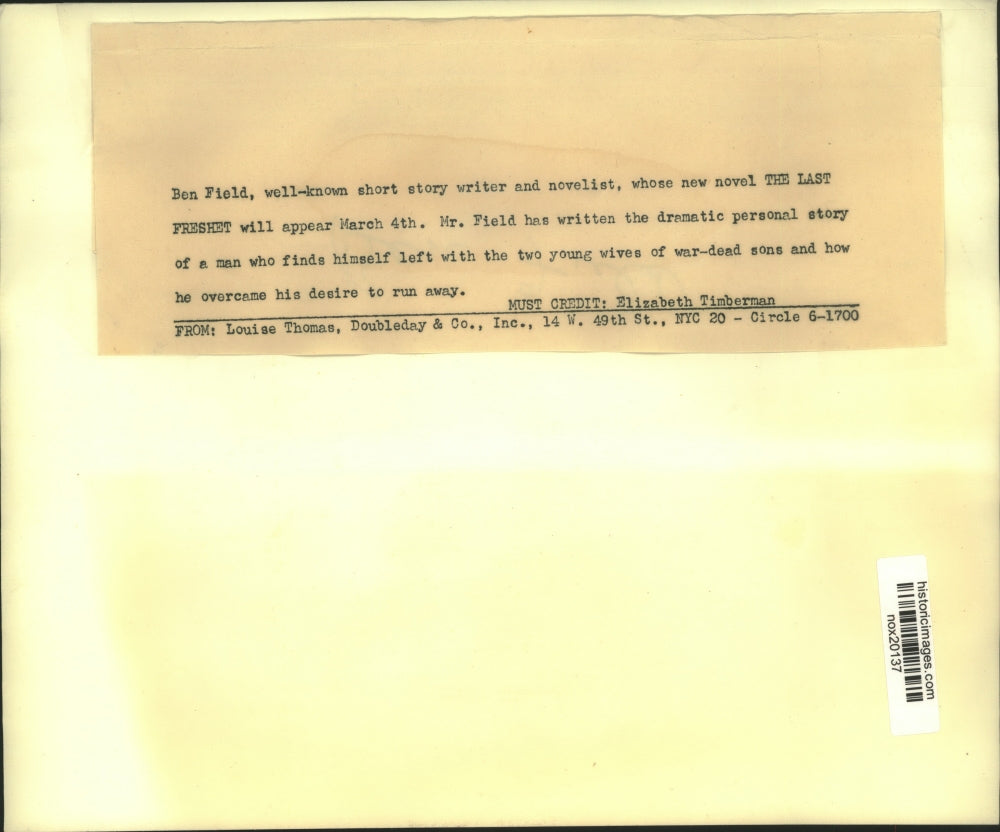 Ben Field, well-known short story writer and novelist, whose new novel THE LAST
FRESHET will appear March 4th. Mr. Field has written the dramatic personal story
of a man who finds himself left with the two young wives of war-dead sons and how
he overcame his desire to run away.
MUST CREDIT: Elizabeth Timberman
FROM: Louise Thomas, Doubleday & Co., Inc., 14 W. 49th St., NYC 20 - Circle 6-1700
historicimages.com
nox20137